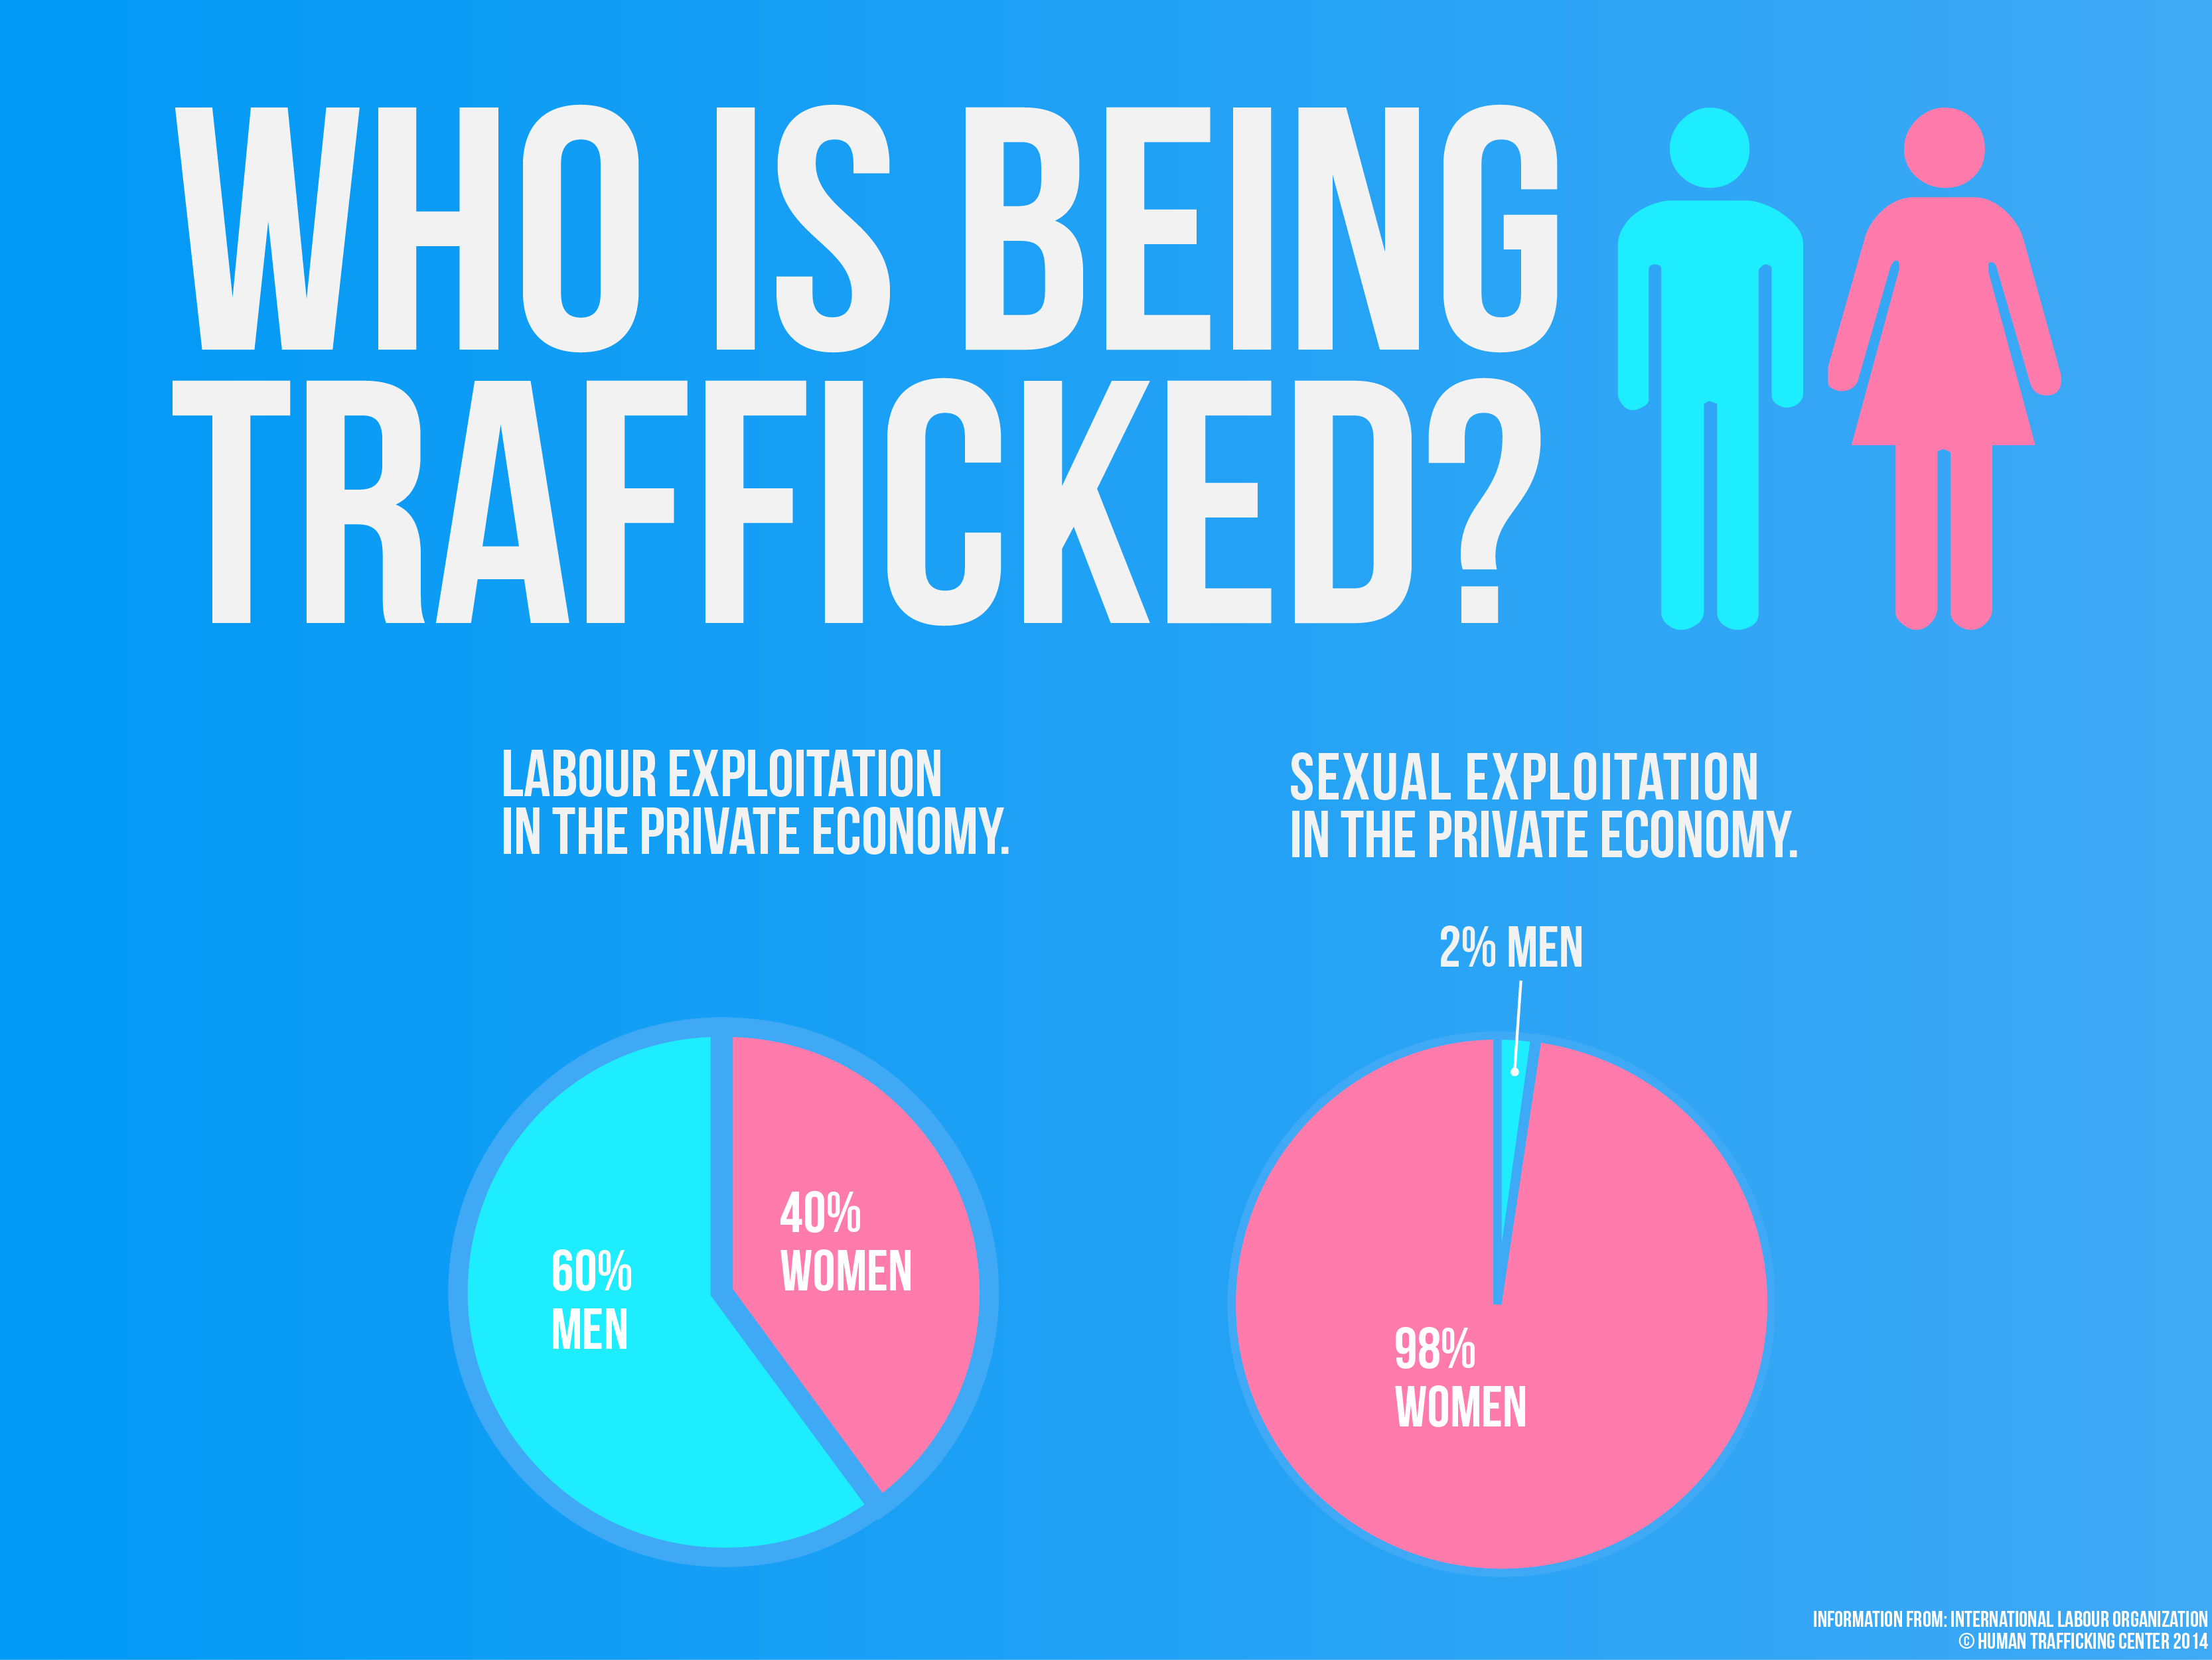 WHO IS BEING
TRAFFICKED?
LABOUR EXPLOITATION
IN THE PRIVATE ECONOMY.
SEXUAL EXPLOITATION
IN THE PRIVATE ECONOMY.
2% MEN
40%
WOMEN
60%
MEN
98%
WOMEN
INFORMATION FROM: INTERNATIONAL LABOUR ORGANIZATION
© HUMAN TRAFFICKING CENTER 2014